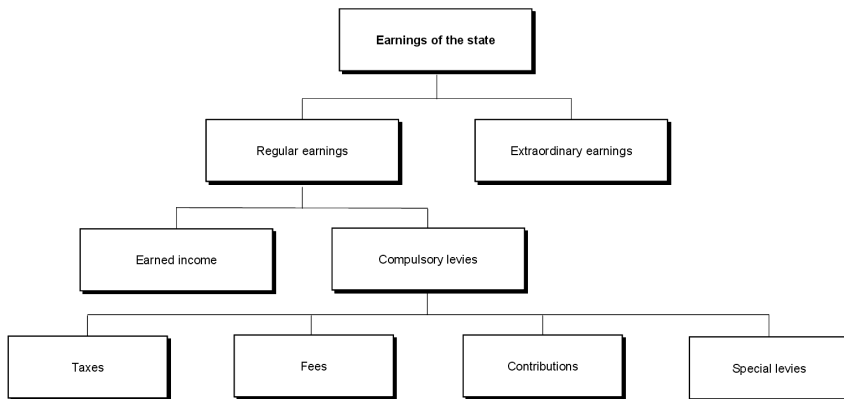 Earnings of the state
Regular earnings
Extraordinary earnings
Earned income
Compulsory levies
Taxes
Fees
Contributions
Special levies